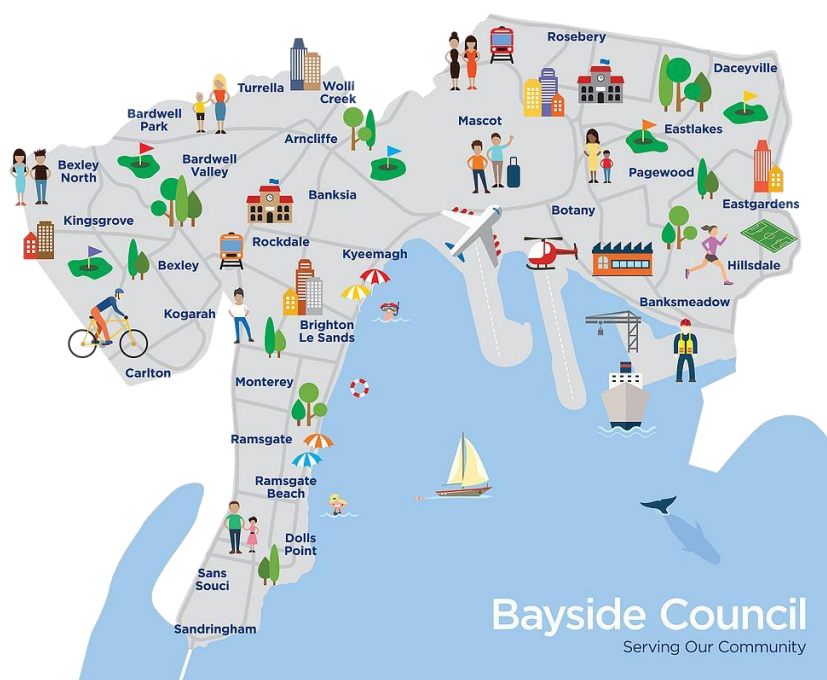 Rosebery
Daceyville
Turrella
Wolli
Creek
Bardwell
Park
Mascot
Eastlakes
Arncliffe
Bexley
North
Bardwell
Valley
Pagewood
Banksia
Eastgardens
Kingsgrove
Botany
Rockdale
Kyeemagh
Bexley
Hillsdale
Banksmeadow
Kogarah
Brighton
Le Sands
Carlton
Monterey
Ramsgate
Ramsgate
Beach
Dolls
Point
Sans
Souci
Sandringham
Bayside Council
Serving Our Community